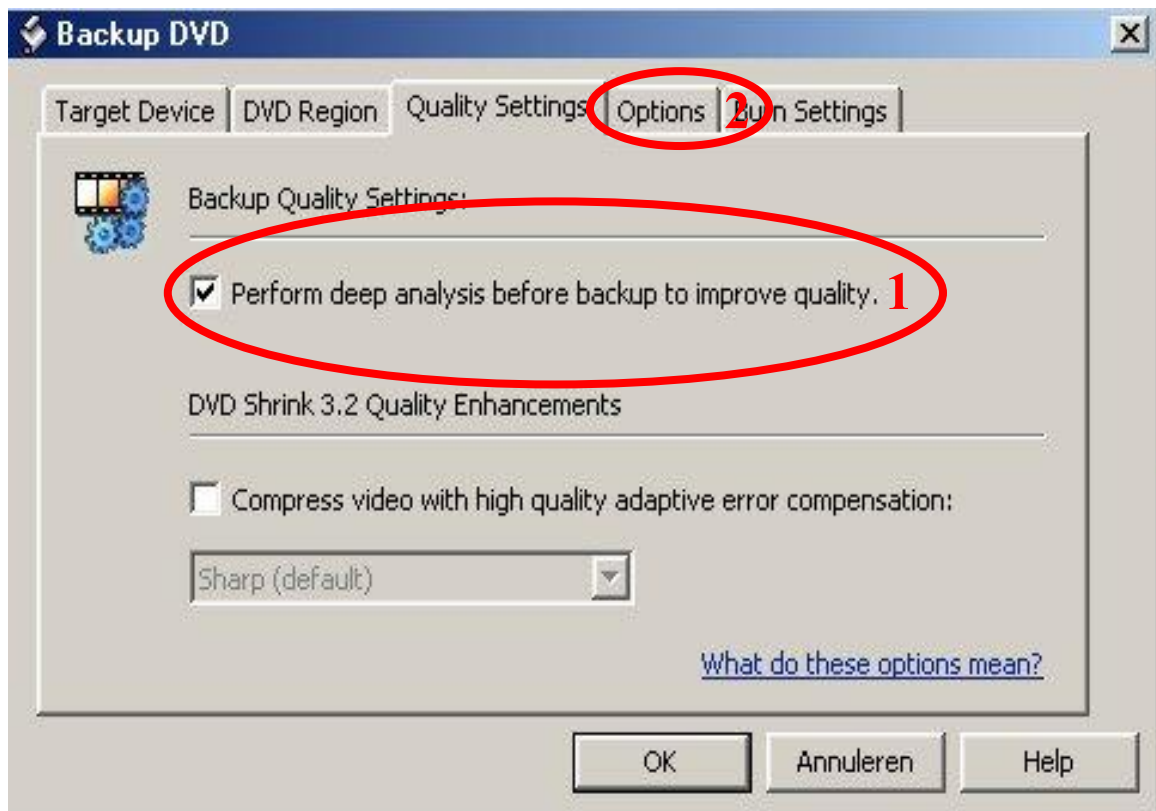 Backup DVD
Target Device DVD Region Quality Settings Options 2 Burn Settings
Backup Quality Settings:
Perform deep analysis before backup to improve quality. 1
DVD Shrink 3.2 Quality Enhancements
Compress video with high quality adaptive error compensation:
Sharp (default)
What do these options mean?
OK Annuleren Help